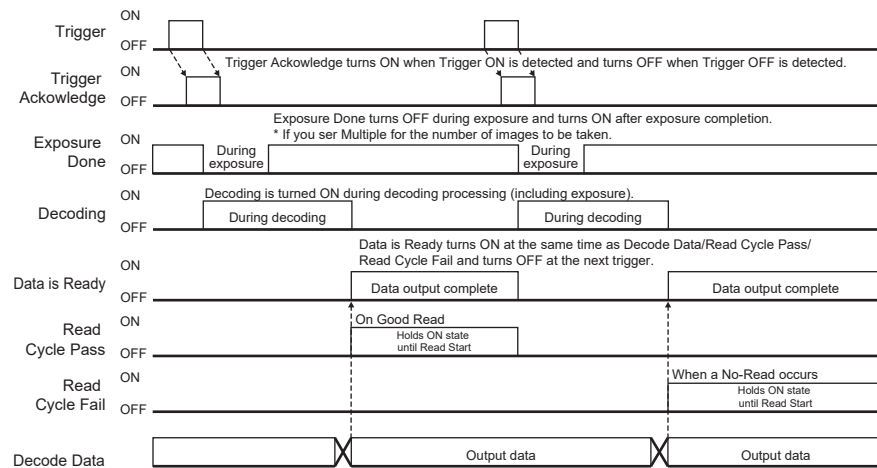 ON
Trigger
OFF
Trigger Ackowledge turns ON when Trigger ON is detected and turns OFF when Trigger OFF is detected.
ON
Trigger
Ackowledge
OFF
Exposure Done turns OFF during exposure and turns ON after exposure completion.
* If you ser Multiple for the number of images to be taken.
ON
Exposure
Done
OFF
During
exposure
During
exposure
ON
Decoding is turned ON during decoding processing (including exposure).
Decoding
During decoding
During decoding
OFF
Data is Ready turns ON at the same time as Decode Data/Read Cycle Pass/
Read Cycle Fail and turns OFF at the next trigger.
ON
Data is Ready
Data output complete
Data output complete
OFF
ON
On Good Read
Read
Cycle Pass
Holds ON state
until Read Start
OFF
ON
When a No-Read occurs
Read
Cycle Fail
Holds ON state
until Read Start
OFF
Decode Data
Output data
Output data